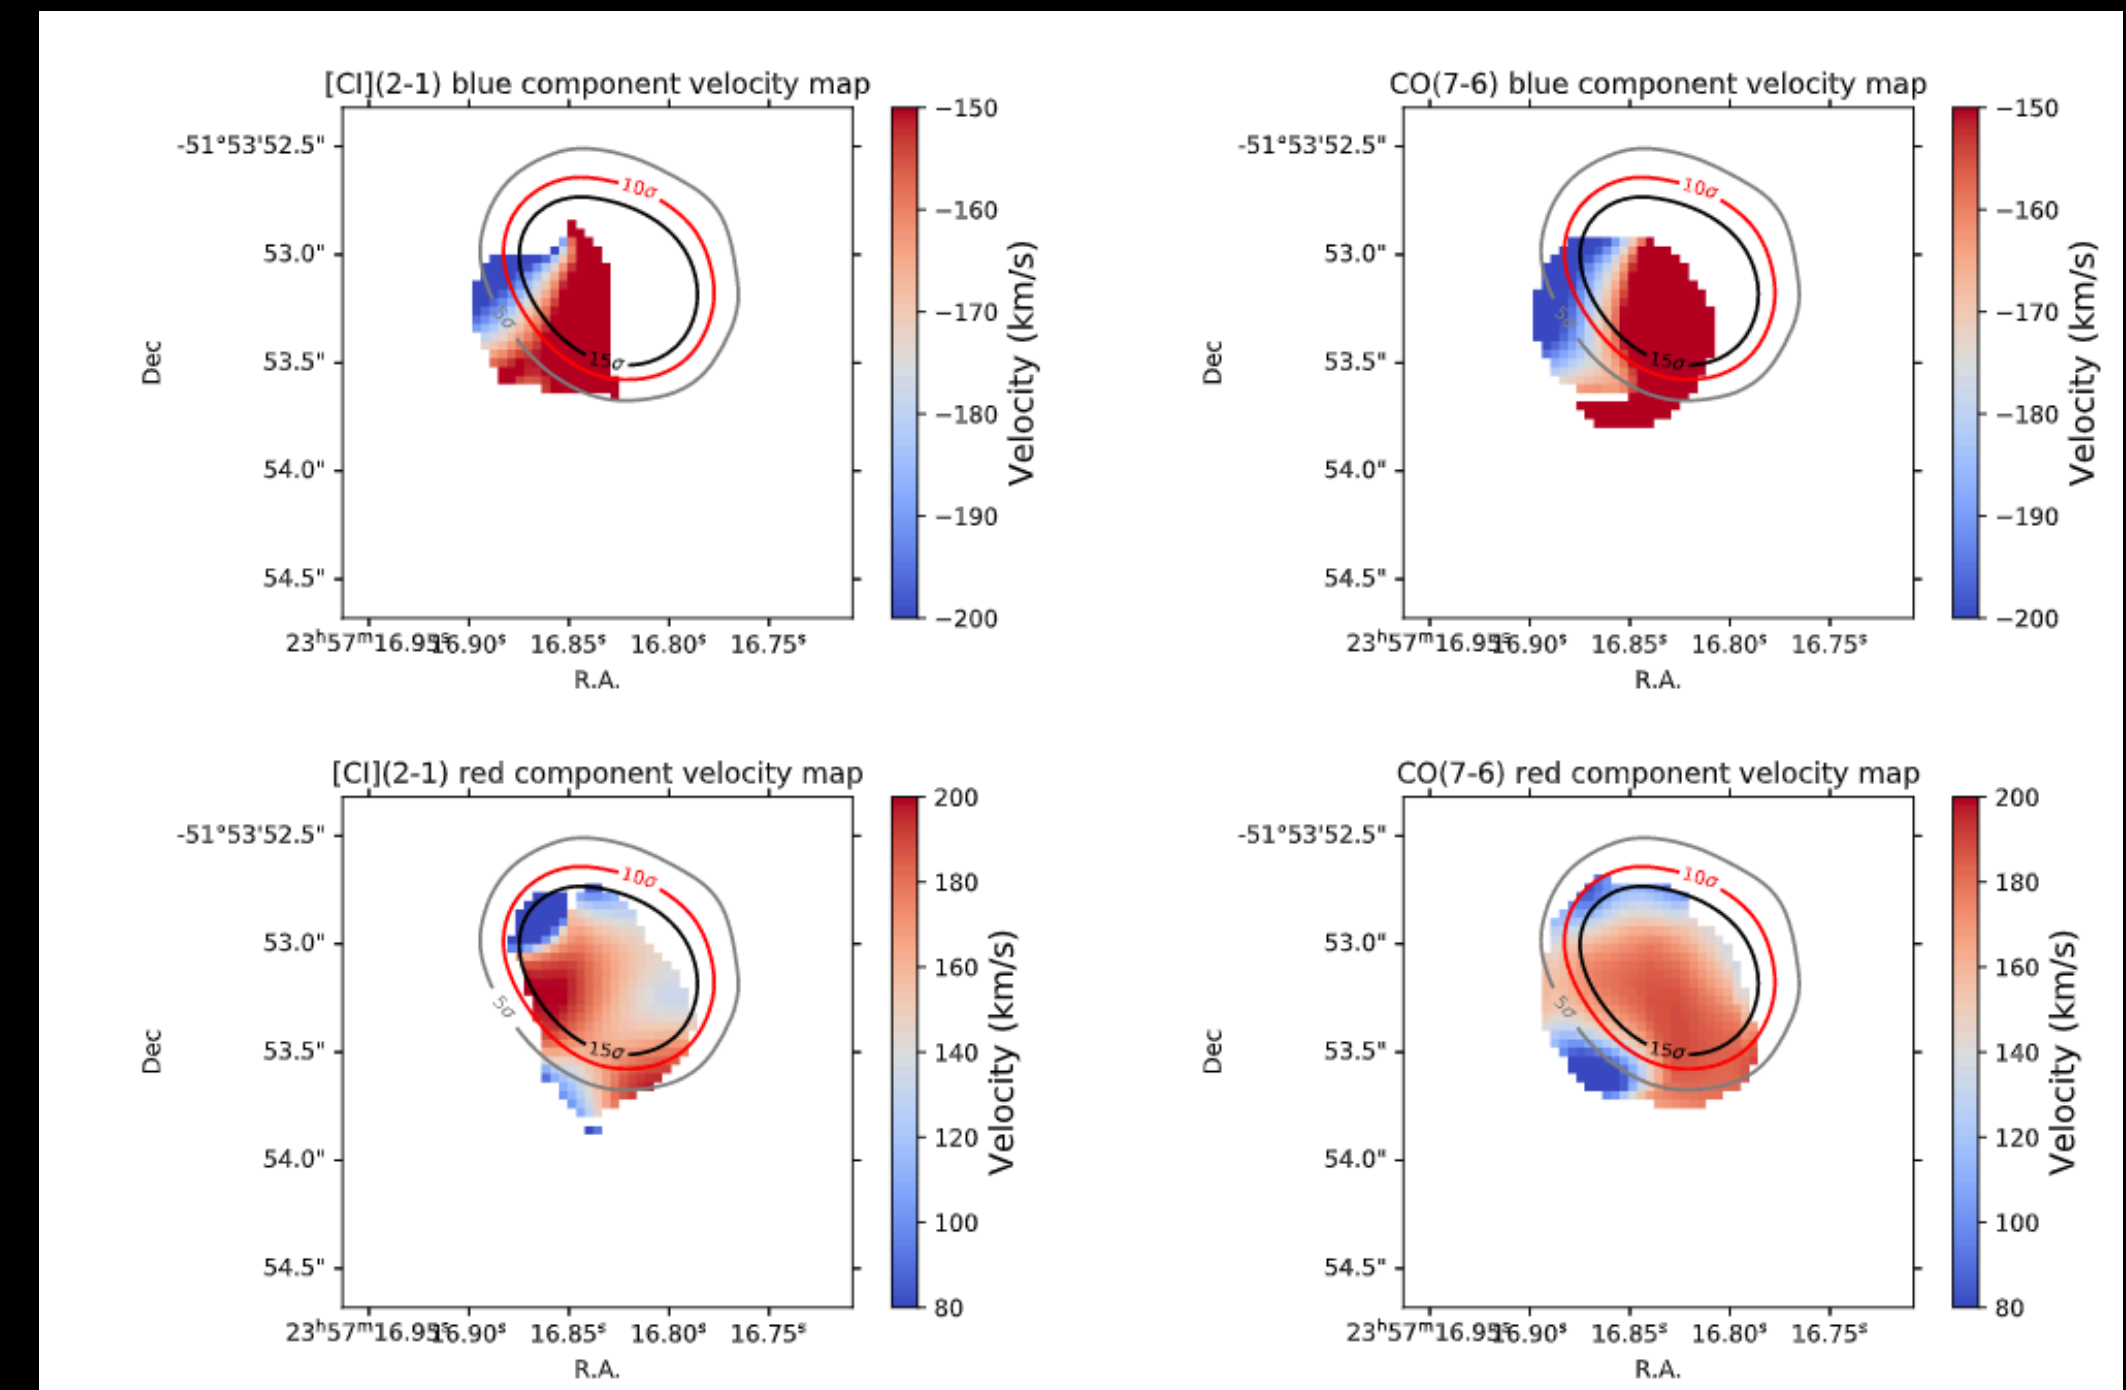 [CI](2-1) blue component velocity map
-51°53'52.5"
53.0"
53.5"
54.0"
54.5"
Dec
10σ
5σ
15σ
23ʰ57ᵐ16.95ˢ 16.90ˢ 16.85ˢ 16.80ˢ 16.75ˢ
R.A.
−150
−160
−170
−180
−190
−200
Velocity (km/s)
CO(7-6) blue component velocity map
-51°53'52.5"
53.0"
53.5"
54.0"
54.5"
Dec
10σ
5σ
15σ
23ʰ57ᵐ16.95ˢ 16.90ˢ 16.85ˢ 16.80ˢ 16.75ˢ
R.A.
−150
−160
−170
−180
−190
−200
Velocity (km/s)
[CI](2-1) red component velocity map
-51°53'52.5"
53.0"
53.5"
54.0"
54.5"
Dec
10σ
5σ
15σ
23ʰ57ᵐ16.95ˢ 16.90ˢ 16.85ˢ 16.80ˢ 16.75ˢ
R.A.
200
180
160
140
120
100
80
Velocity (km/s)
CO(7-6) red component velocity map
-51°53'52.5"
53.0"
53.5"
54.0"
54.5"
Dec
10σ
5σ
15σ
23ʰ57ᵐ16.95ˢ 16.90ˢ 16.85ˢ 16.80ˢ 16.75ˢ
R.A.
200
180
160
140
120
100
80
Velocity (km/s)